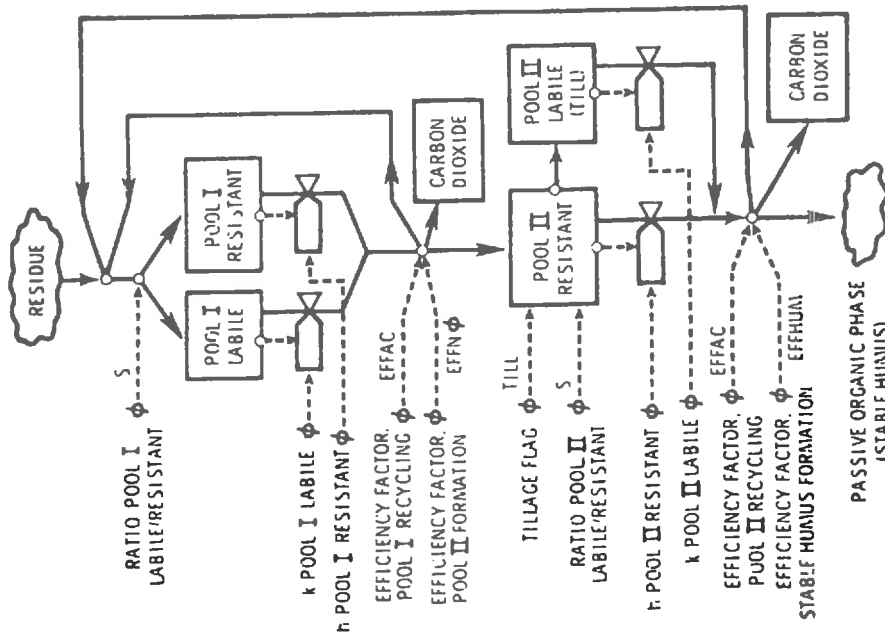 RESIDUE
S
RATIO POOL I
LABILE/RESISTANT
POOL I
LABILE
POOL I
RESISTANT
k POOL I LABILE
h POOL I RESISTANT
EFFICIENCY FACTOR,
POOL I RECYCLING
EFFAC
EFFICIENCY FACTOR,
POOL II FORMATION
EFFN
CARBON
DIOXIDE
TILLAGE FLAG
TILL
RATIO POOL II
LABILE/RESISTANT
S
POOL II
RESISTANT
POOL II
LABILE
(TILL)
h POOL II RESISTANT
k POOL II LABILE
EFFICIENCY FACTOR,
POOL II RECYCLING
EFFAC
EFFICIENCY FACTOR,
STABLE HUMUS FORMATION
EFFHUM
CARBON
DIOXIDE
PASSIVE ORGANIC PHASE
(STABLE HUMUS)